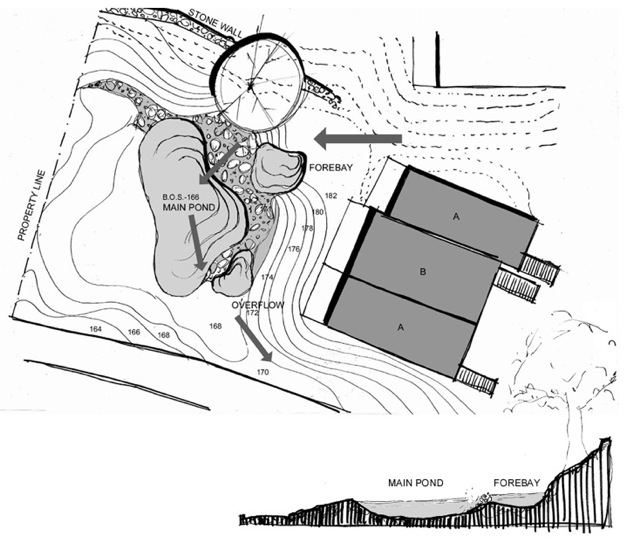 STONE WALL
FOREBAY
PROPERTY LINE
B.O.S.-166
MAIN POND
182
180
178
176
174
172
A
B
A
OVERFLOW
164
166
168
168
170
MAIN POND
FOREBAY